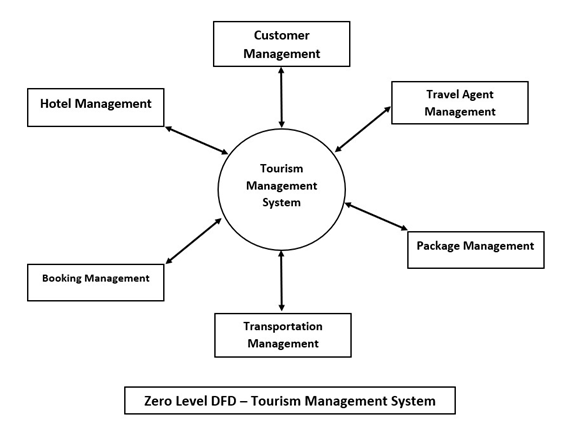 Customer
Management
Hotel Management
Travel Agent
Management
Tourism
Management
System
Package Management
Booking Management
Transportation
Management
Zero Level DFD – Tourism Management System